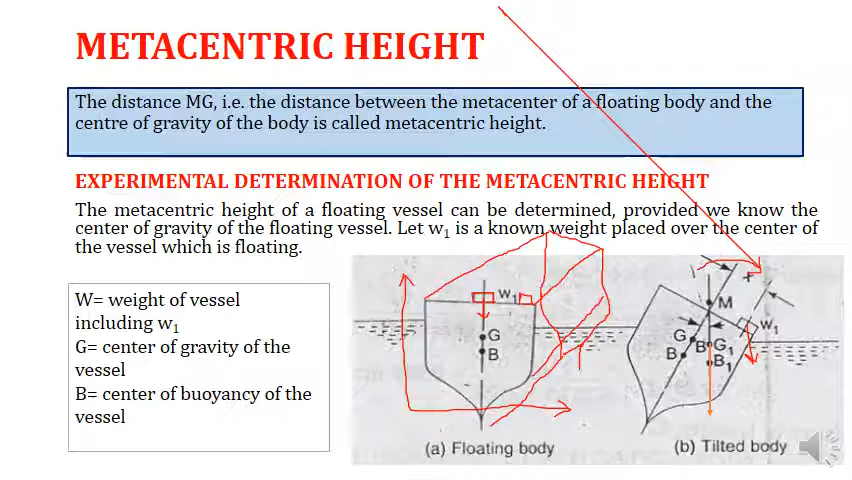 METACENTRIC HEIGHT
The distance MG, i.e. the distance between the metacenter of a floating body and the
centre of gravity of the body is called metacentric height.
EXPERIMENTAL DETERMINATION OF THE METACENTRIC HEIGHT
The metacentric height of a floating vessel can be determined, provided we know the
center of gravity of the floating vessel. Let w₁ is a known weight placed over the center of
the vessel which is floating.
W= weight of vessel
including w₁
G= center of gravity of the
vessel
B= center of buoyancy of the
vessel
W₁
G
B
x
M
W₁
G
B G₁
B
B₁
(a) Floating body
(b) Tilted body